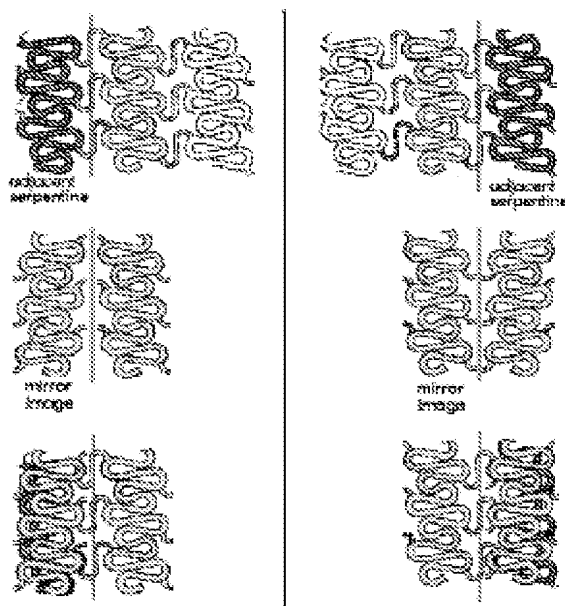 adjacent
serpentine
adjacent
serpentine
mirror
image
mirror
image